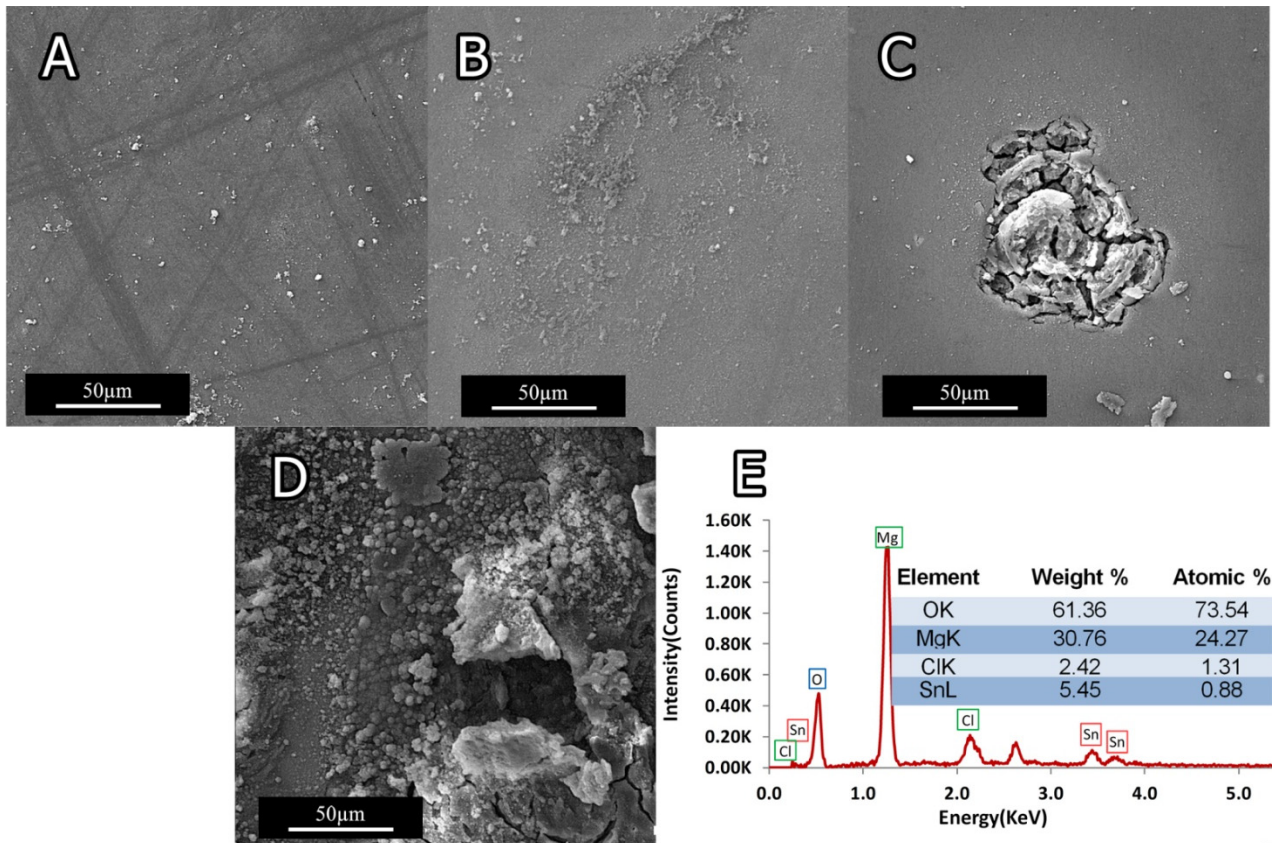 A
B
C
50µm
50µm
50µm
D
50µm
E
1.60K
1.40K
1.20K
1.00K
0.80K
0.60K
0.40K
0.20K
0.00K
Intensity(Counts)
0.0 1.0 2.0 3.0 4.0 5.0
Energy(KeV)
Cl
Sn
O
Mg
Cl
Sn
Sn
Element Weight % Atomic %
OK 61.36 73.54
MgK 30.76 24.27
ClK 2.42 1.31
SnL 5.45 0.88